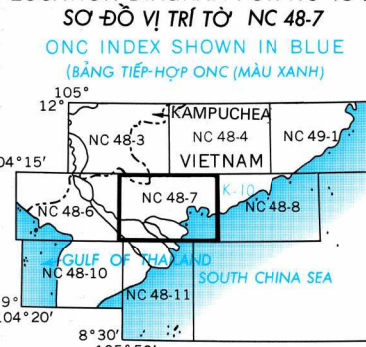 SƠ ĐỒ VỊ TRÍ TỜ NC 48-7
ONC INDEX SHOWN IN BLUE
(BẢNG TIẾP-HỢP ONC (MÀU XANH)
105°
12°
KAMPUCHEA
NC 48-3
NC 48-4
NC 49-1
VIETNAM
04°15'
NC 48-7
K-10
NC 48-6
NC 48-8
GULF OF THAILAND
NC 48-10
SOUTH CHINA SEA
NC 48-11
9°
104°20'
8°30'